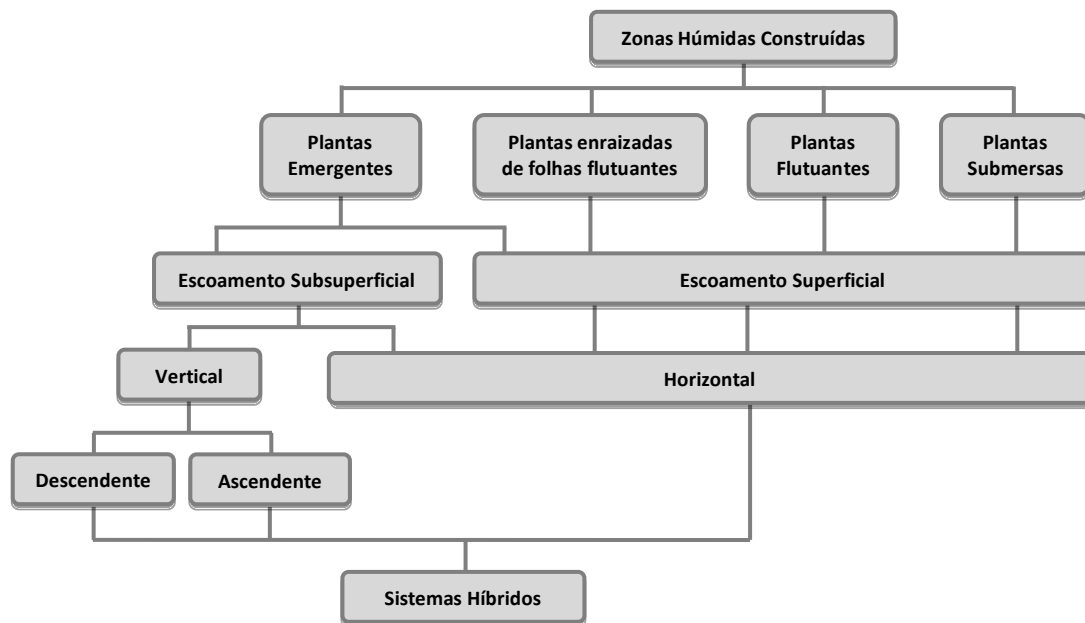 Zonas Húmidas Construídas
Plantas
Emergentes
Plantas enraizadas
de folhas flutuantes
Plantas
Flutuantes
Plantas
Submersas
Escoamento Subsuperficial
Escoamento Superficial
Vertical
Horizontal
Descendente
Ascendente
Sistemas Híbridos